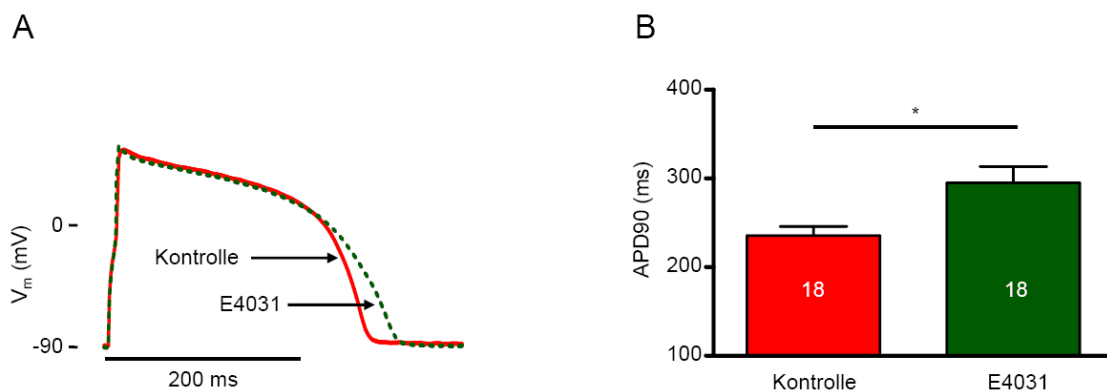 A
V_m (mV)
0
-90
Kontrolle
E4031
200 ms
B
APD90 (ms)
400
300
200
100
*
18
18
Kontrolle
E4031